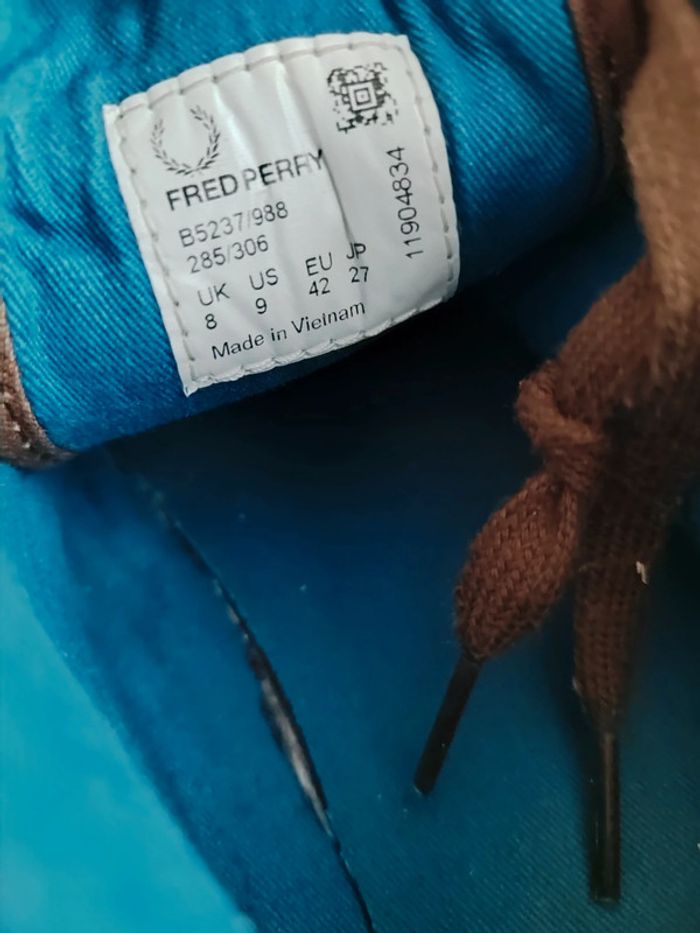 FRED PERRY
B5237/988
285/306
UK US EU JP
8 9 42 27
Made in Vietnam
11904834